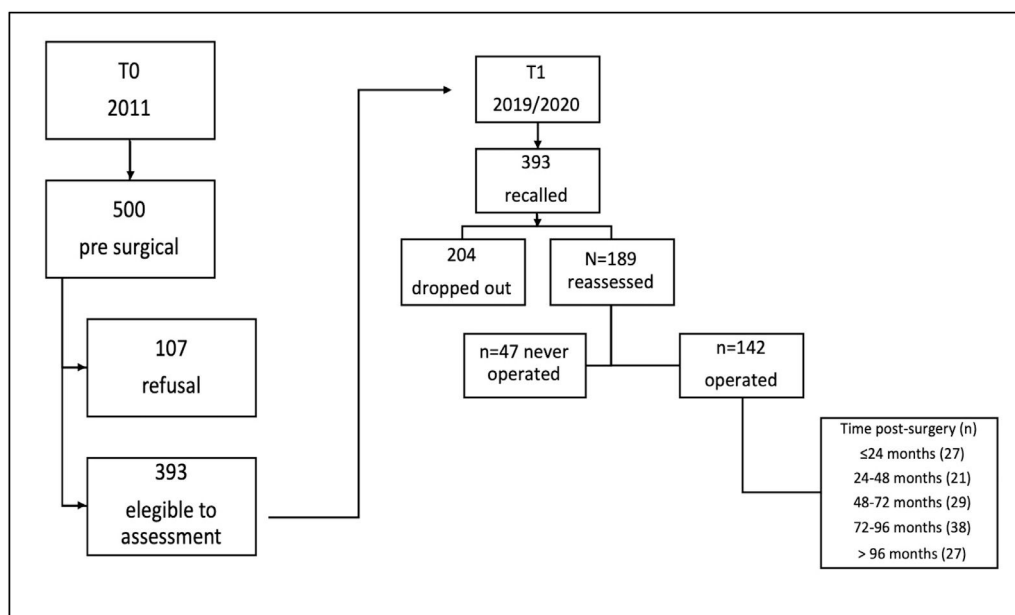 T0
2011
500
pre surgical
107
refusal
393
elegible to
assessment
T1
2019/2020
393
recalled
204
dropped out
N=189
reassessed
n=47 never
operated
n=142
operated
Time post-surgery (n)
≤24 months (27)
24-48 months (21)
48-72 months (29)
72-96 months (38)
> 96 months (27)